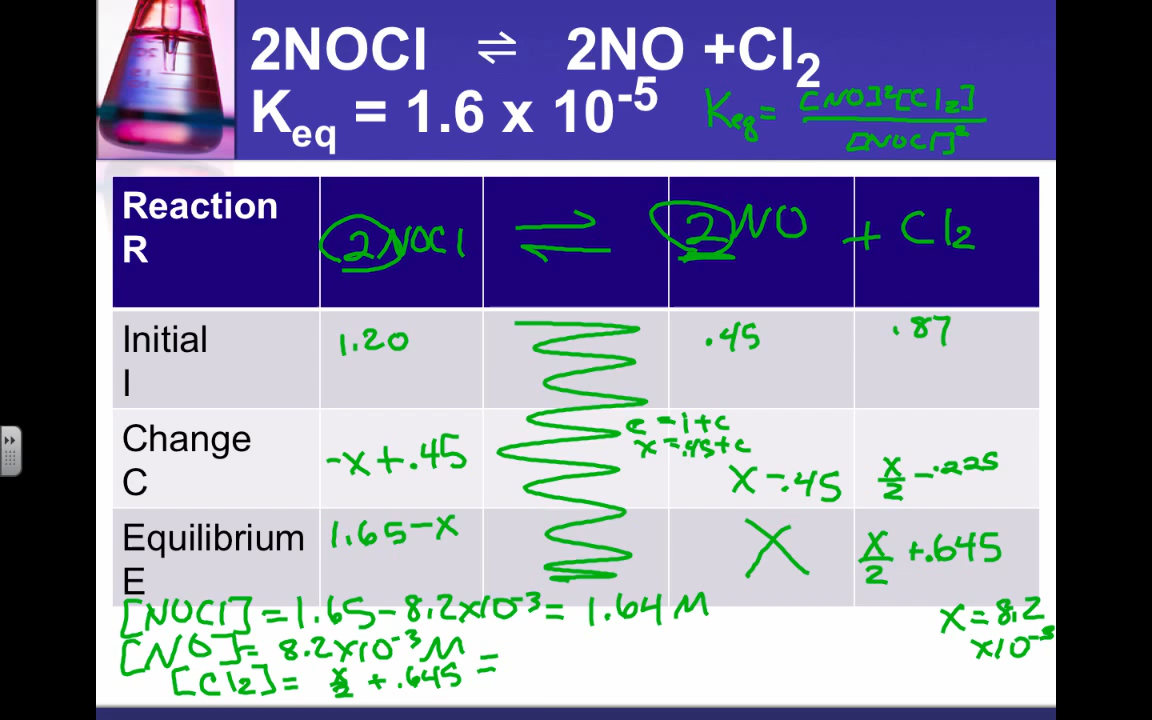 2NOCl ⇌ 2NO +Cl₂
K_eq = 1.6 x 10⁻⁵ Keq = [NO]²[Cl₂] / [NOCl]²
Reaction R 2NOCl ⇌ 2NO + Cl₂
Initial I 1.20 .45 .87
e = i + c
x = .45 + c
Change C -x+.45 x-.45 x/2 -.225
Equilibrium E 1.65-x x x/2 +.645
[NOCl] = 1.65 - 8.2x10⁻³ = 1.64 M
x = 8.2 x10⁻³
[NO] = 8.2x10⁻³ M
[Cl₂] = x/2 + .645 =